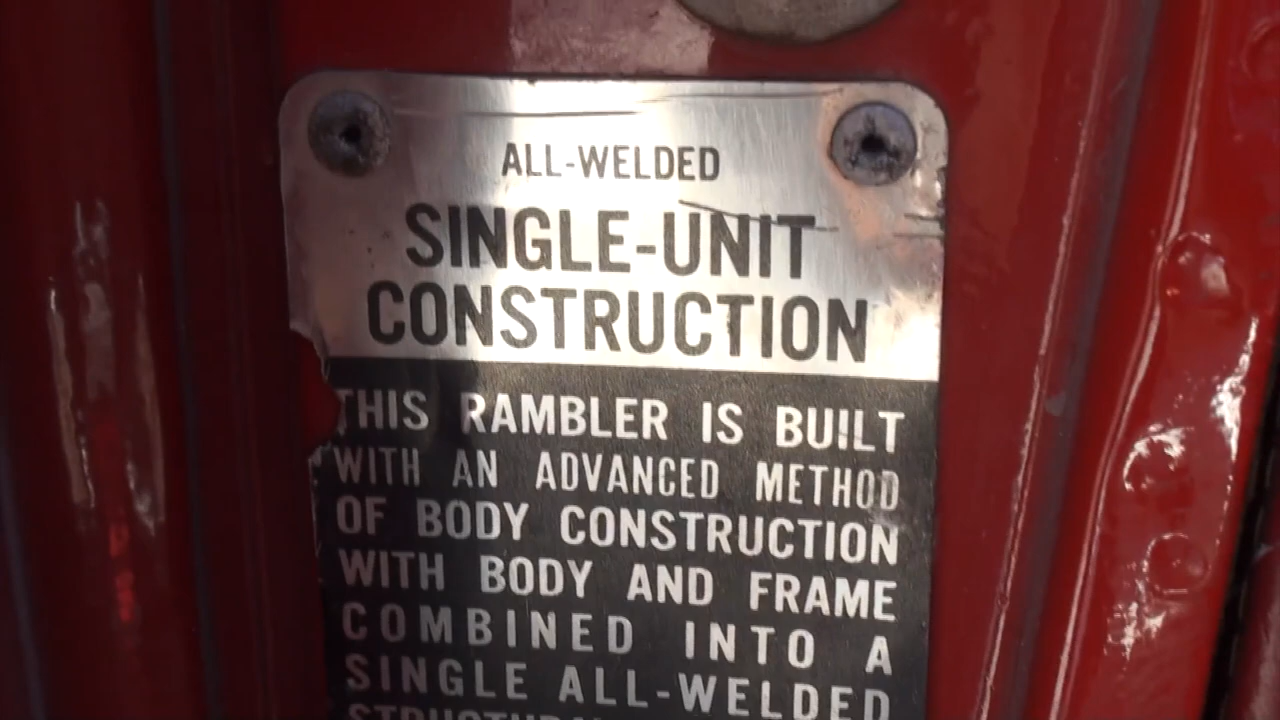 ALL-WELDED
SINGLE-UNIT
CONSTRUCTION
THIS RAMBLER IS BUILT
WITH AN ADVANCED METHOD
OF BODY CONSTRUCTION
WITH BODY AND FRAME
COMBINED INTO A
SINGLE ALL-WELDED